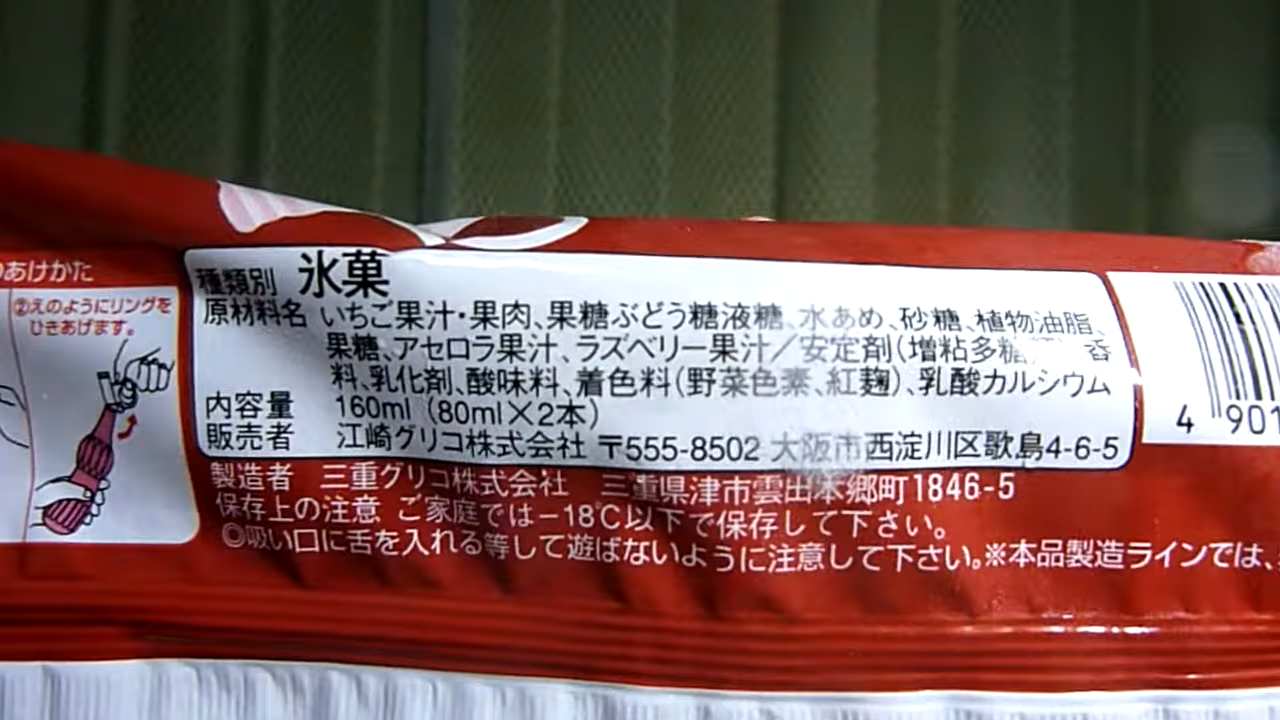 あけかた
②えのようにリングを
ひきあげます。
種類別 氷菓
原材料名 いちご果汁・果肉、果糖ぶどう糖液糖、水あめ、砂糖、植物油脂、
果糖、アセロラ果汁、ラズベリー果汁／安定剤(増粘多糖
料、乳化剤、酸味料、着色料(野菜色素、紅麹)、乳酸カルシウム
内容量 160ml (80ml×2本)
販売者 江崎グリコ株式会社 〒555-8502 大阪市西淀川区歌島4-6-5
製造者 三重グリコ株式会社 三重県津市雲出本郷町1846-5
保存上の注意 ご家庭では－18℃以下で保存して下さい。
◎吸い口に舌を入れる等して遊ばないように注意して下さい。※本品製造ラインでは、
4 901